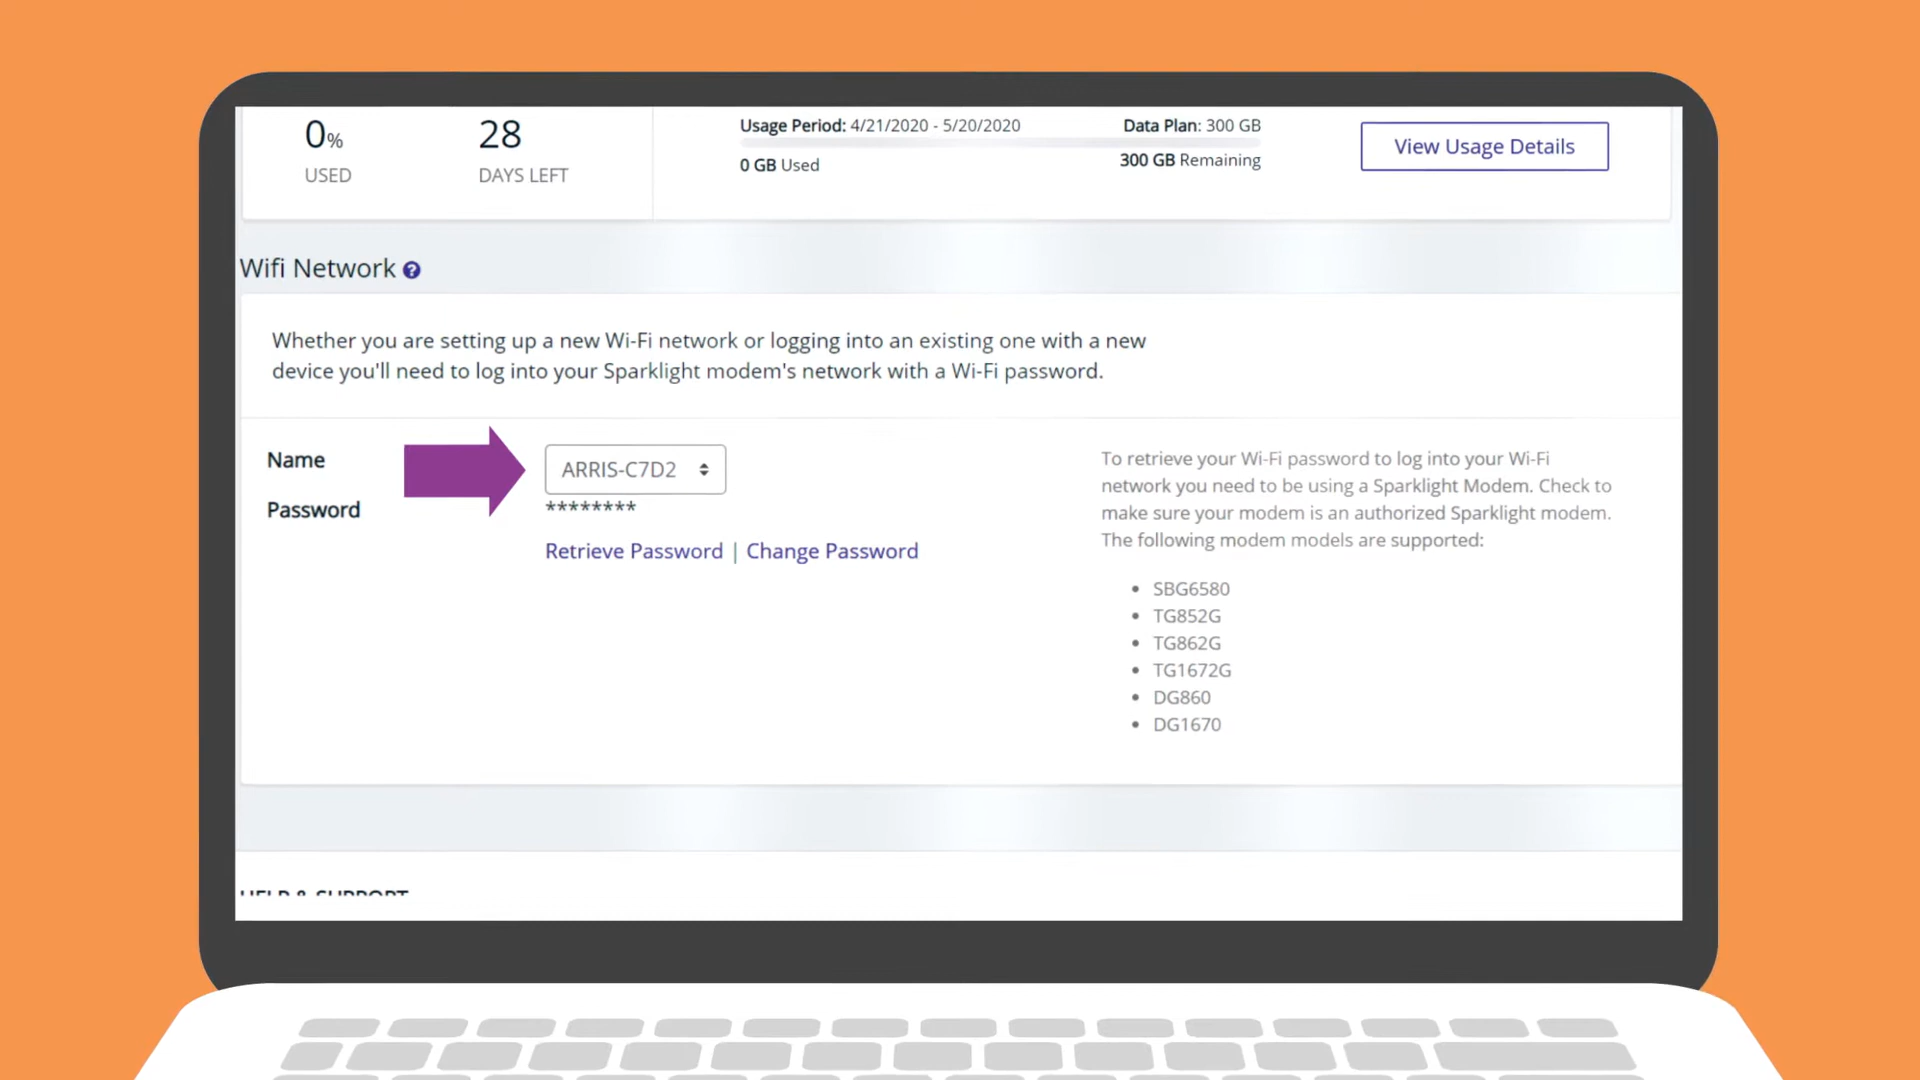 0%
USED
28
DAYS LEFT
Usage Period: 4/21/2020 - 5/20/2020
Data Plan: 300 GB
0 GB Used
300 GB Remaining
View Usage Details
Wifi Network ?
Whether you are setting up a new Wi-Fi network or logging into an existing one with a new
device you'll need to log into your Sparklight modem's network with a Wi-Fi password.
Name
ARRIS-C7D2
Password
********
Retrieve Password | Change Password
To retrieve your Wi-Fi password to log into your Wi-Fi
network you need to be using a Sparklight Modem. Check to
make sure your modem is an authorized Sparklight modem.
The following modem models are supported:
• SBG6580
• TG852G
• TG862G
• TG1672G
• DG860
• DG1670
HELP & SUPPORT